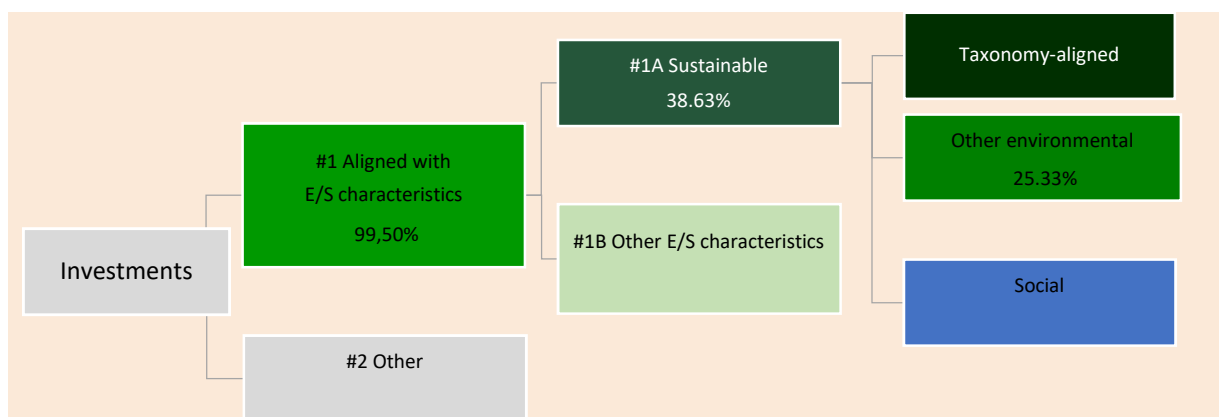 Investments
#1 Aligned with
E/S characteristics
99,50%
#2 Other
#1A Sustainable
38.63%
#1B Other E/S characteristics
Taxonomy-aligned
Other environmental
25.33%
Social